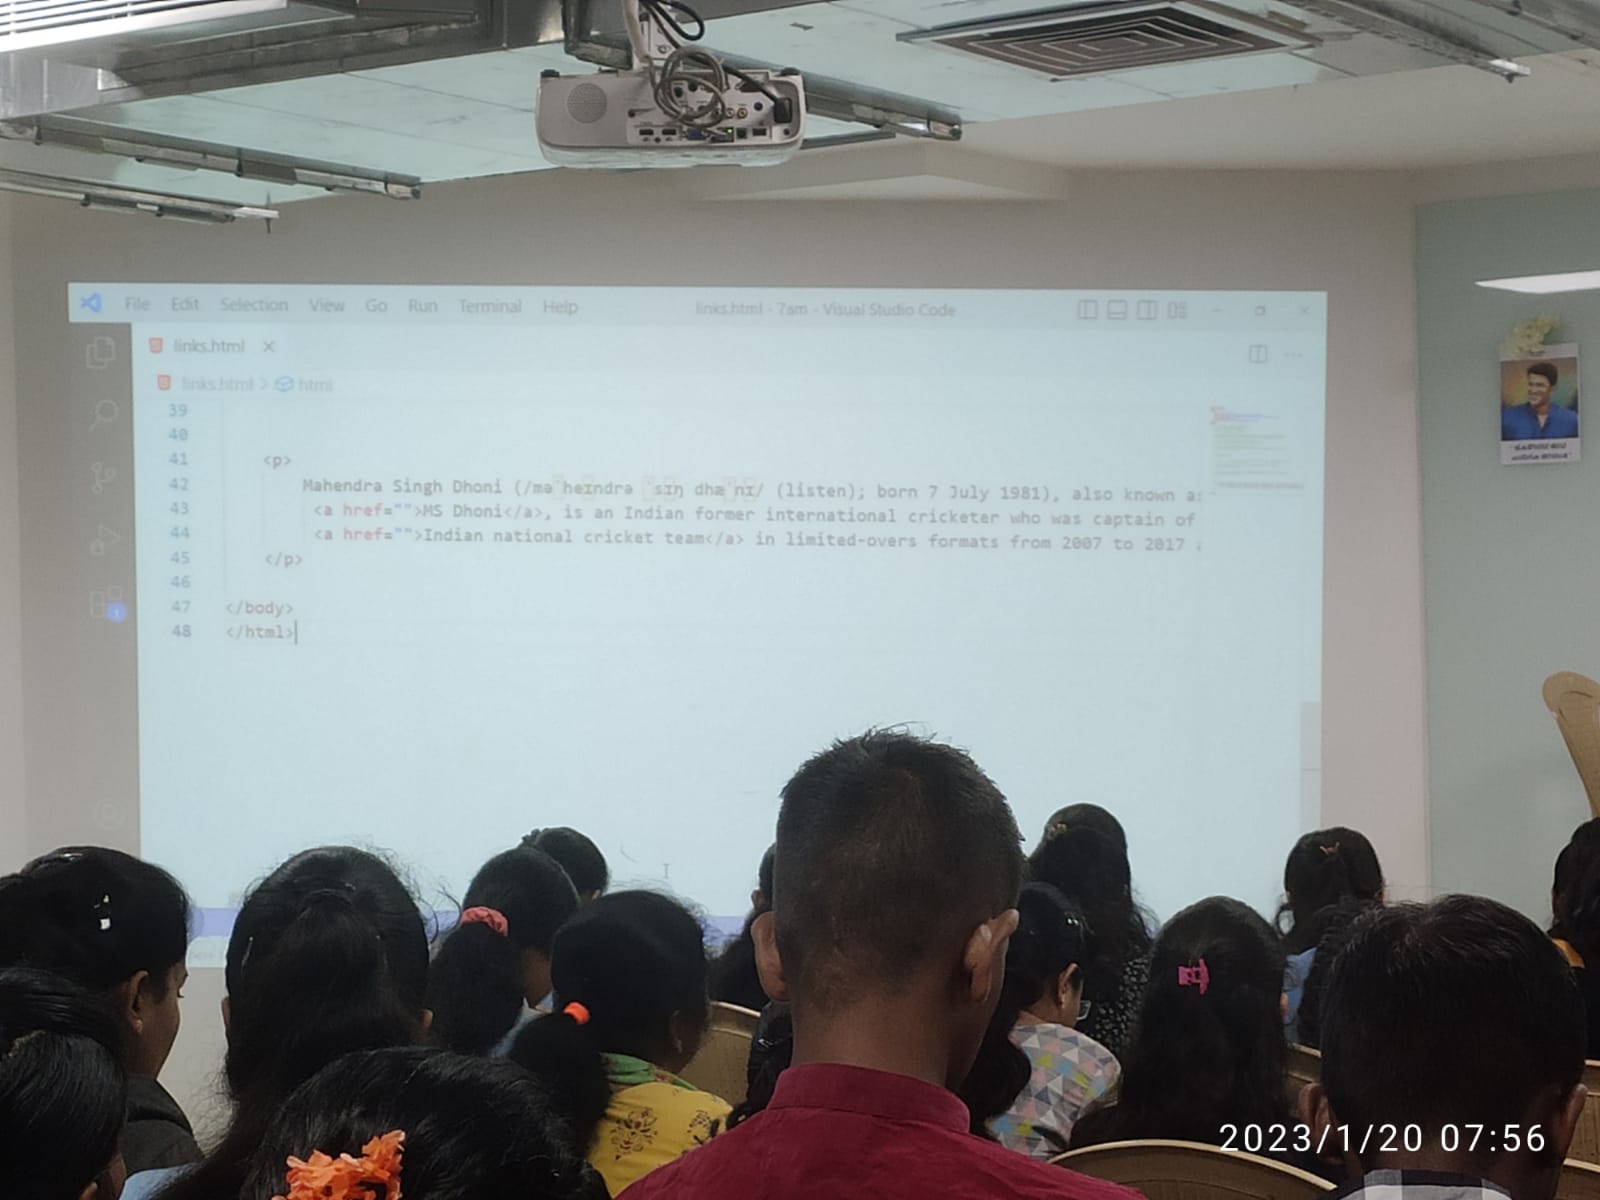 File Edit Selection View Go Run Terminal Help links.html - 7am - Visual Studio Code
links.html
links.html > html
39
40
41 <p>
42 Mahendra Singh Dhoni (/məˈheɪndrə ˈsɪŋ dhæˈnɪ/ (listen); born 7 July 1981), also known as
43 <a href="">MS Dhoni</a>, is an Indian former international cricketer who was captain of
44 <a href="">Indian national cricket team</a> in limited-overs formats from 2007 to 2017
45 </p>
46
47 </body>
48 </html>
1
2023/1/20 07:56